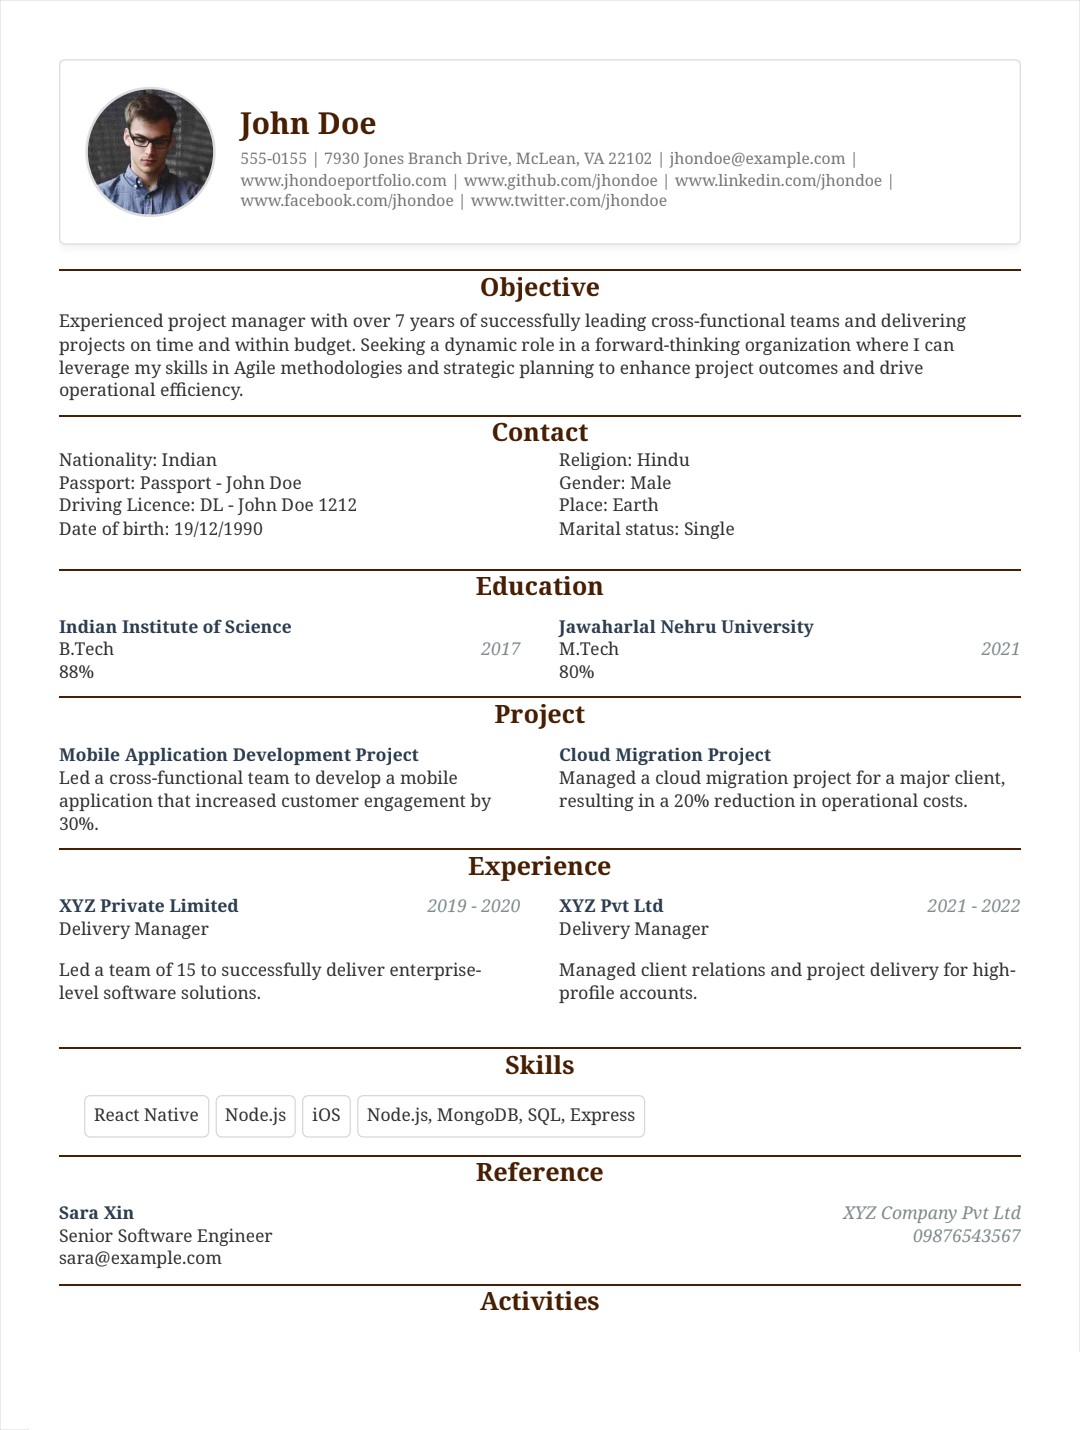 John Doe
555-0155 | 7930 Jones Branch Drive, McLean, VA 22102 | jhondoe@example.com |
www.jhondoeportfolio.com | www.github.com/jhondoe | www.linkedin.com/jhondoe |
www.facebook.com/jhondoe | www.twitter.com/jhondoe
Objective
Experienced project manager with over 7 years of successfully leading cross-functional teams and delivering
projects on time and within budget. Seeking a dynamic role in a forward-thinking organization where I can
leverage my skills in Agile methodologies and strategic planning to enhance project outcomes and drive
operational efficiency.
Contact
Nationality: Indian
Passport: Passport - John Doe
Driving Licence: DL - John Doe 1212
Date of birth: 19/12/1990
Religion: Hindu
Gender: Male
Place: Earth
Marital status: Single
Education
Indian Institute of Science
B.Tech 2017
88%
Jawaharlal Nehru University
M.Tech 2021
80%
Project
Mobile Application Development Project
Led a cross-functional team to develop a mobile
application that increased customer engagement by
30%.
Cloud Migration Project
Managed a cloud migration project for a major client,
resulting in a 20% reduction in operational costs.
Experience
XYZ Private Limited 2019 - 2020
Delivery Manager
Led a team of 15 to successfully deliver enterprise-
level software solutions.
XYZ Pvt Ltd 2021 - 2022
Delivery Manager
Managed client relations and project delivery for high-
profile accounts.
Skills
React Native Node.js iOS Node.js, MongoDB, SQL, Express
Reference
Sara Xin XYZ Company Pvt Ltd
Senior Software Engineer 09876543567
sara@example.com
Activities